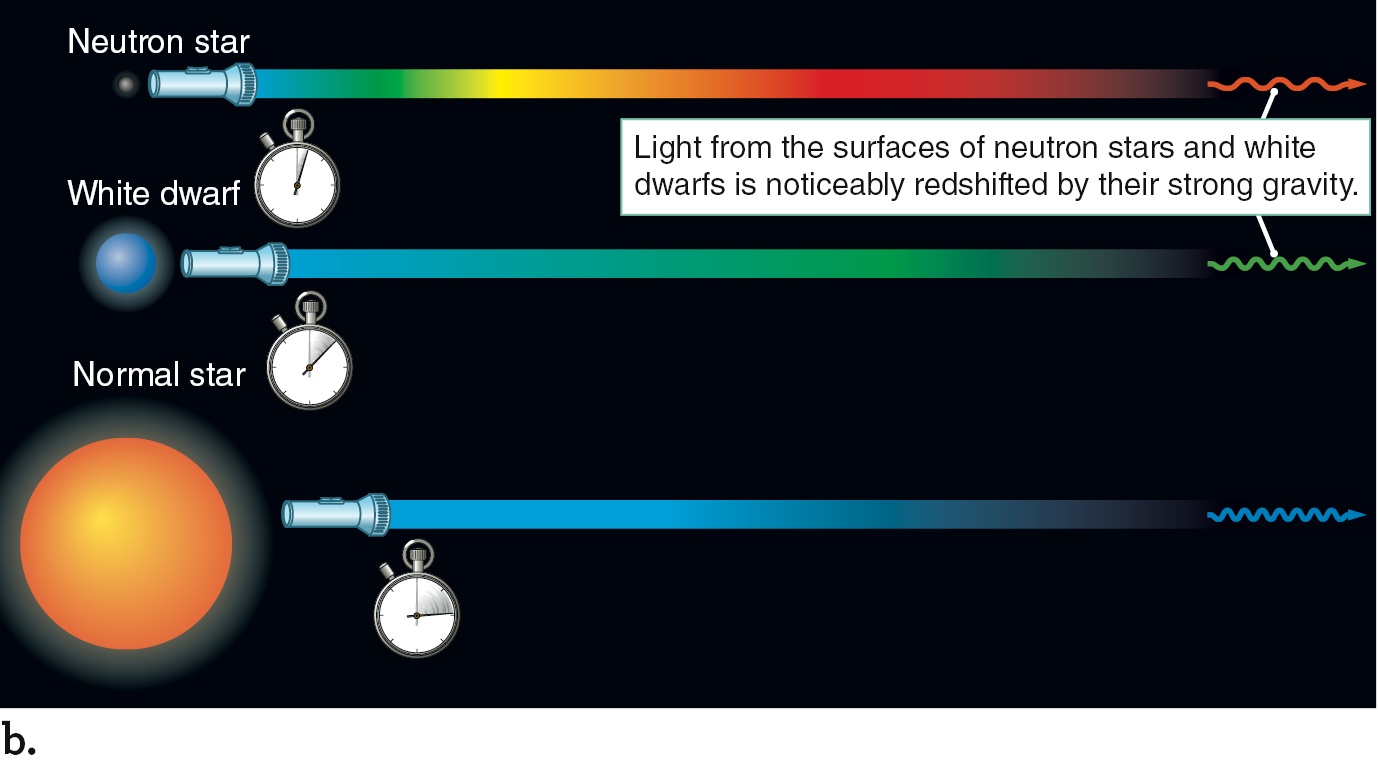 Neutron star
Light from the surfaces of neutron stars and white
dwarfs is noticeably redshifted by their strong gravity.
White dwarf
Normal star
b.